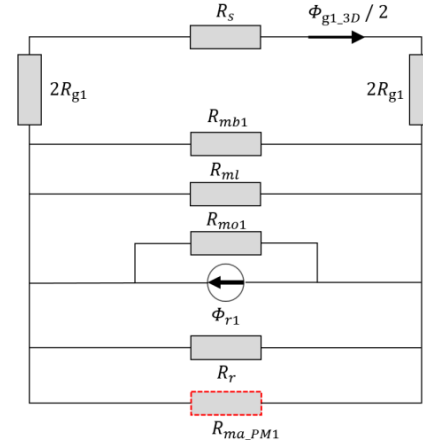 R_s Φ_g1_3D / 2
2R_g1 2R_g1
R_mb1
R_ml
R_mo1
Φ_r1
R_r
R_ma_PM1